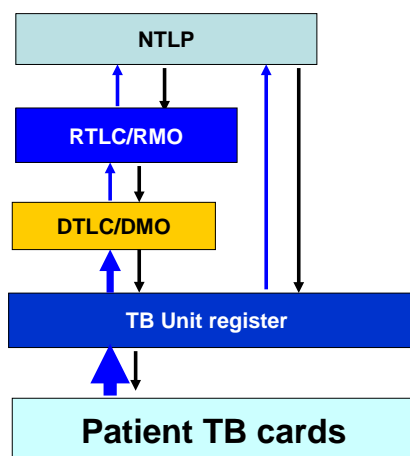 NTLP
RTLC/RMO
DTLC/DMO
TB Unit register
Patient TB cards